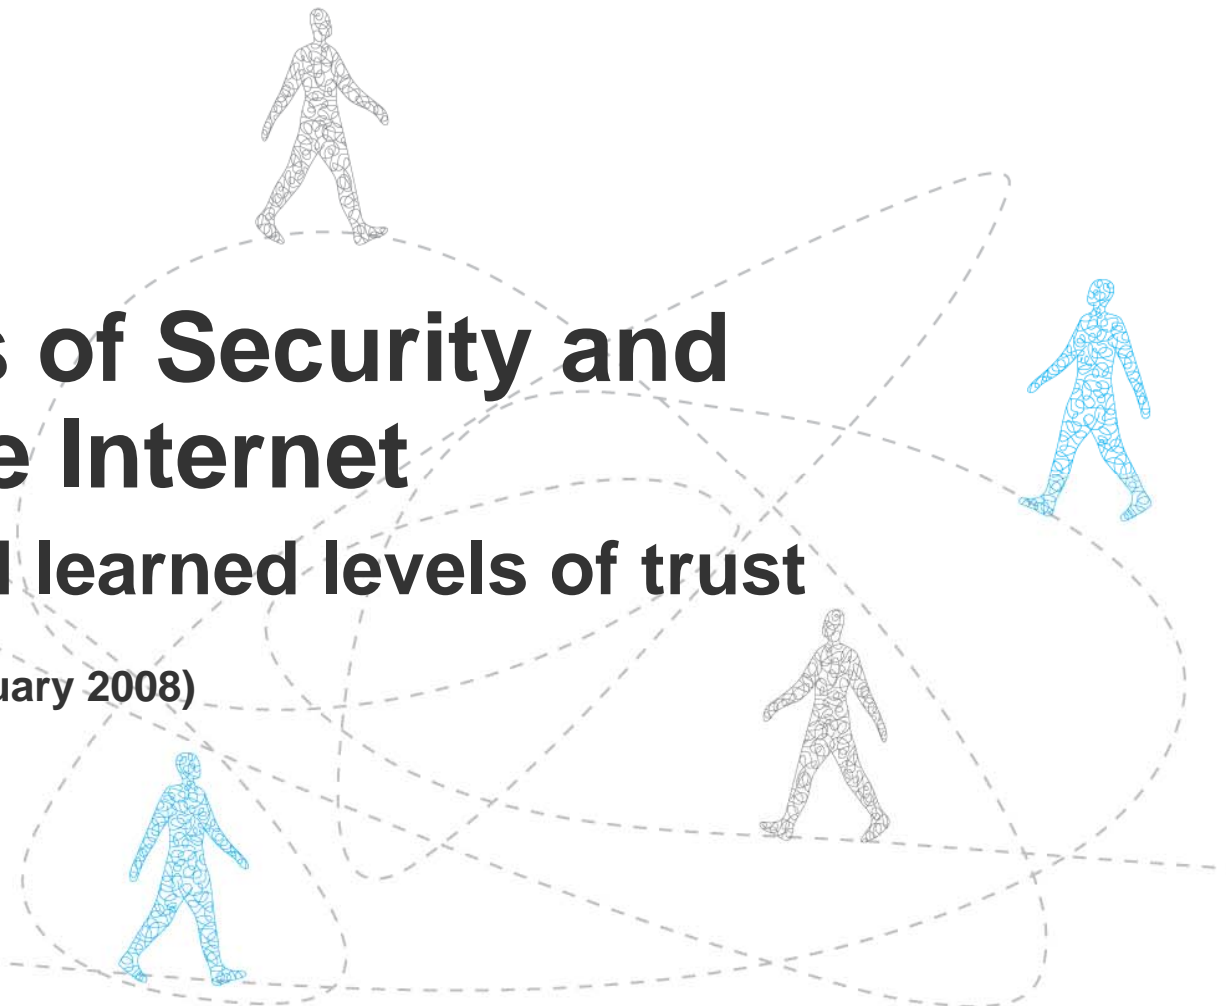 s of Security and
e Internet
l learned levels of trust
uary 2008)